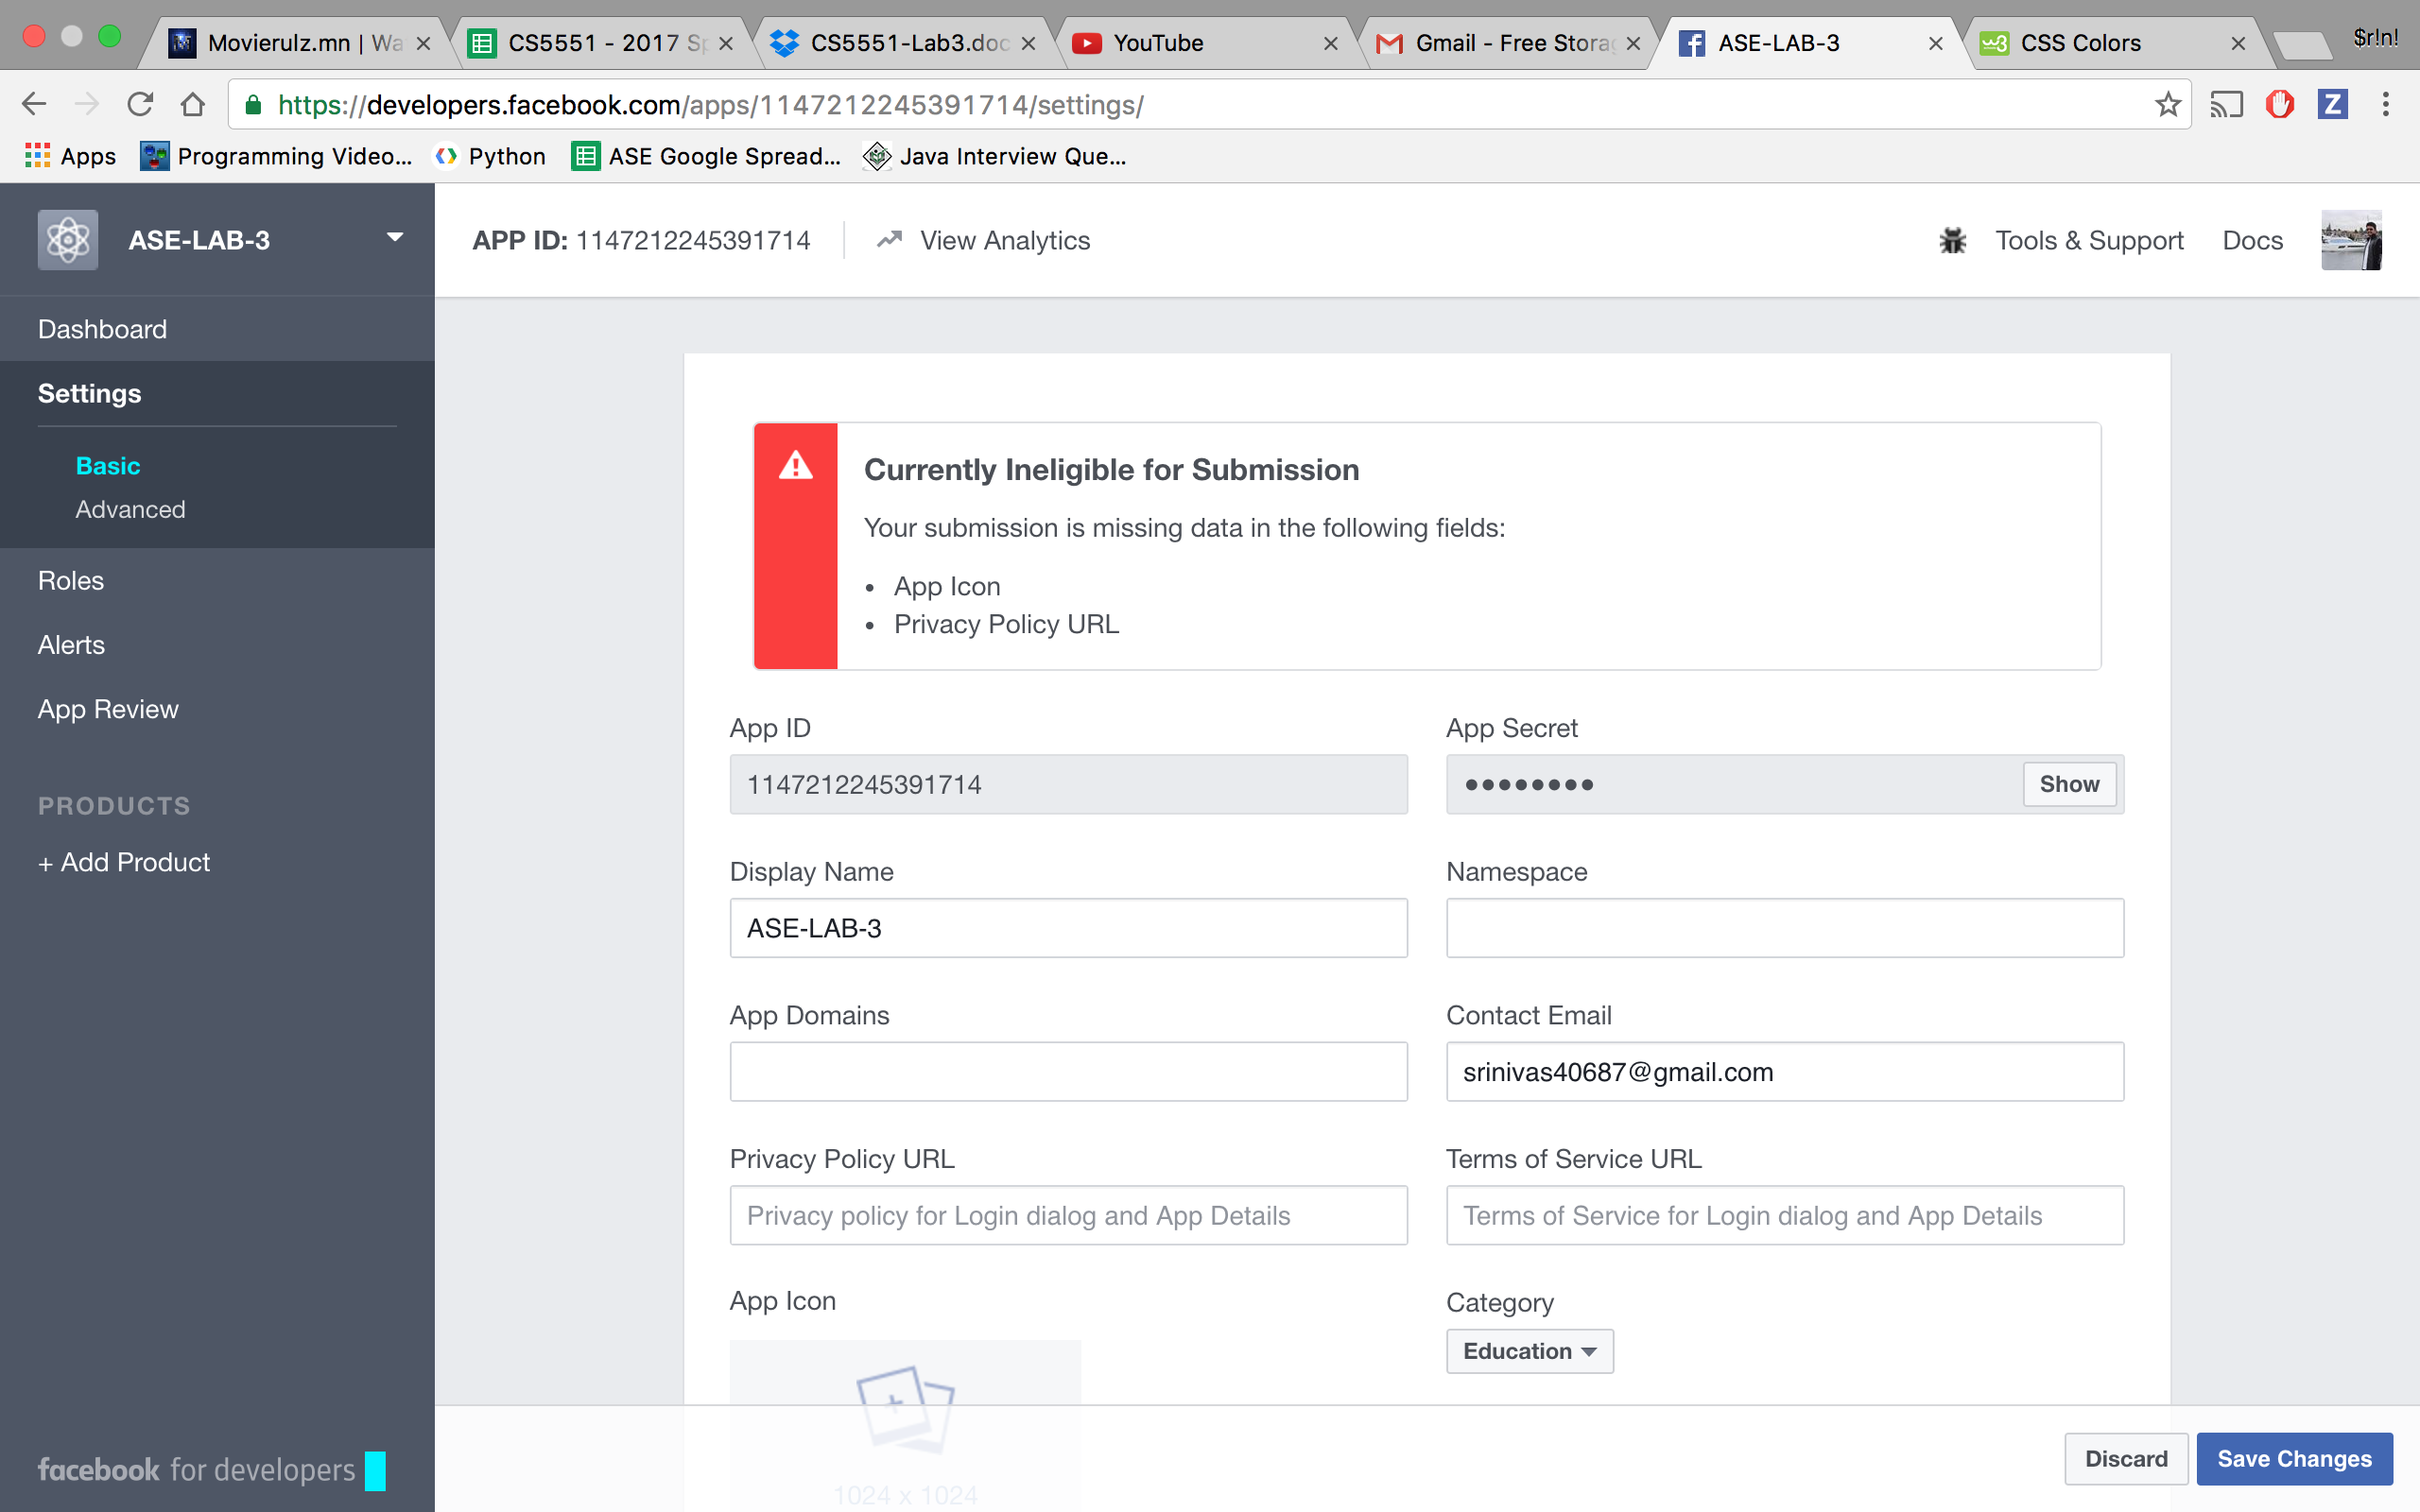 Movierulz.mn | Wa
CS5551 - 2017 Sp
CS5551-Lab3.doc
YouTube
Gmail - Free Storag
ASE-LAB-3
CSS Colors
$r!n!
https://developers.facebook.com/apps/1147212245391714/settings/
Apps
Programming Video...
Python
ASE Google Spread...
Java Interview Que...
ASE-LAB-3
APP ID: 1147212245391714
View Analytics
Tools & Support
Docs
Dashboard
Settings
Basic
Advanced
Roles
Alerts
App Review
PRODUCTS
+ Add Product
facebook for developers
Currently Ineligible for Submission
Your submission is missing data in the following fields:
• App Icon
• Privacy Policy URL
App ID
1147212245391714
App Secret
●●●●●●●●
Show
Display Name
ASE-LAB-3
Namespace
App Domains
Contact Email
srinivas40687@gmail.com
Privacy Policy URL
Privacy policy for Login dialog and App Details
Terms of Service URL
Terms of Service for Login dialog and App Details
App Icon
1024 x 1024
Category
Education
Discard
Save Changes